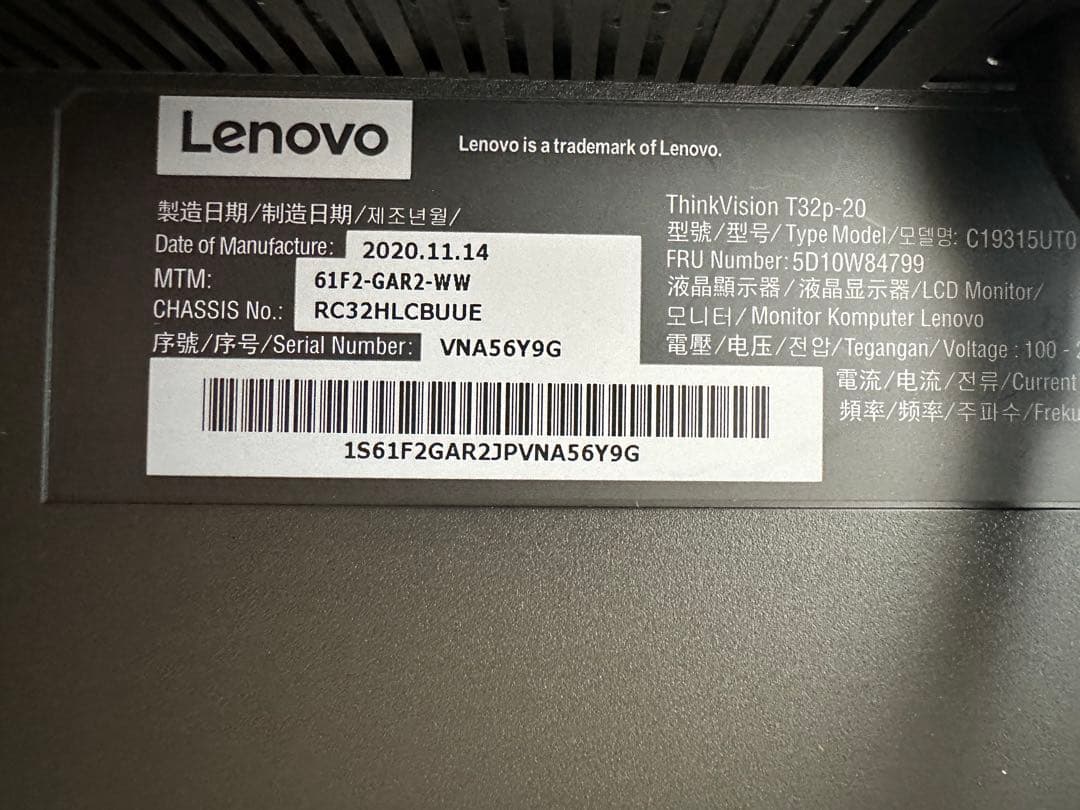 Lenovo
Lenovo is a trademark of Lenovo.
製造日期/制造日期/제조년월/
Date of Manufacture: 2020.11.14
MTM: 61F2-GAR2-WW
CHASSIS No.: RC32HLCBUUE
序號/序号/Serial Number: VNA56Y9G
1S61F2GAR2JPVNA56Y9G
ThinkVision T32p-20
型號/型号/Type Model/모델명: C19315UT0
FRU Number: 5D10W84799
液晶顯示器/液晶显示器/LCD Monitor/
모니터/Monitor Komputer Lenovo
電壓/电压/전압/Tegangan/Voltage : 100 -
電流/电流/전류/Current
頻率/频率/주파수/Freku